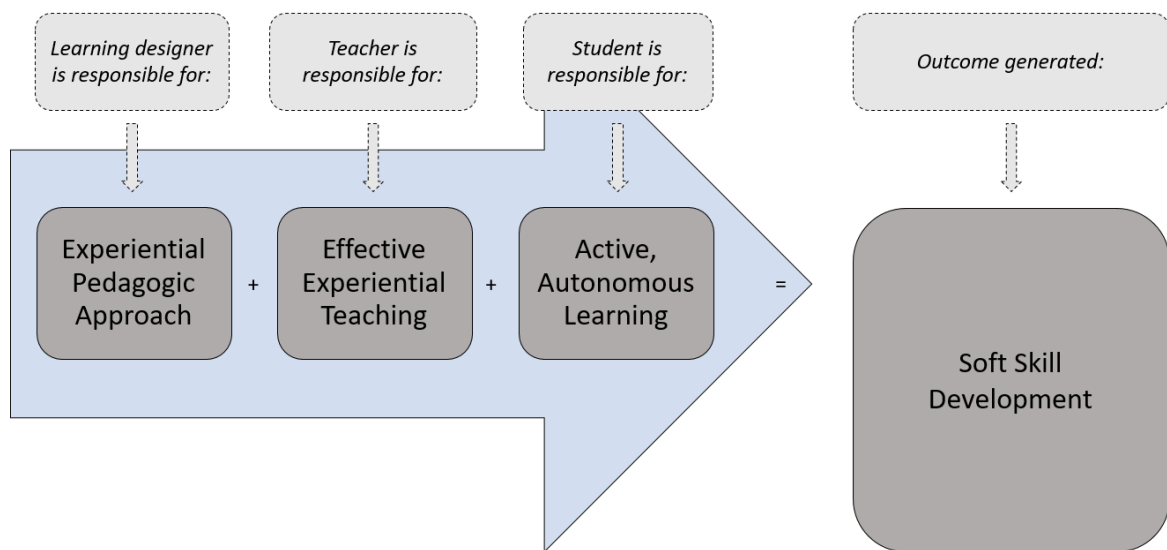 Learning designer
is responsible for:
Teacher is
responsible for:
Student is
responsible for:
Outcome generated:
Experiential
Pedagogic
Approach
+
Effective
Experiential
Teaching
+
Active,
Autonomous
Learning
=
Soft Skill
Development